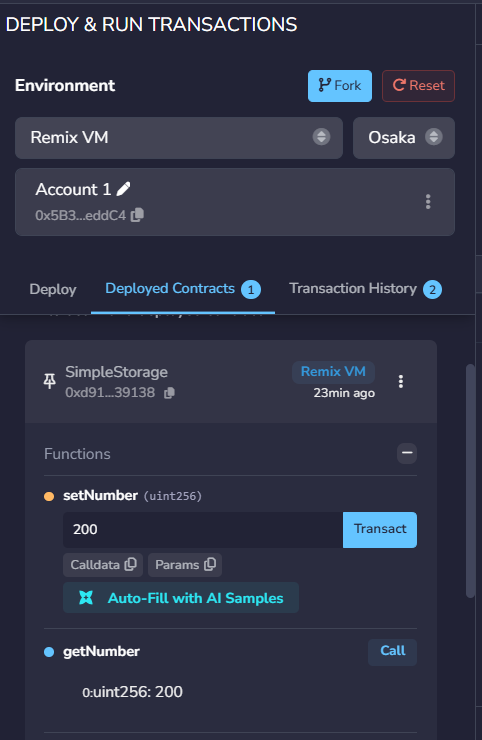 DEPLOY & RUN TRANSACTIONS
Environment
Fork
Reset
Remix VM
Osaka
Account 1
0x5B3...eddC4
Deploy
Deployed Contracts 1
Transaction History 2
SimpleStorage
Remix VM
0xd91...39138
23min ago
Functions
setNumber (uint256)
200
Transact
Calldata
Params
Auto-Fill with AI Samples
getNumber
Call
0:uint256: 200